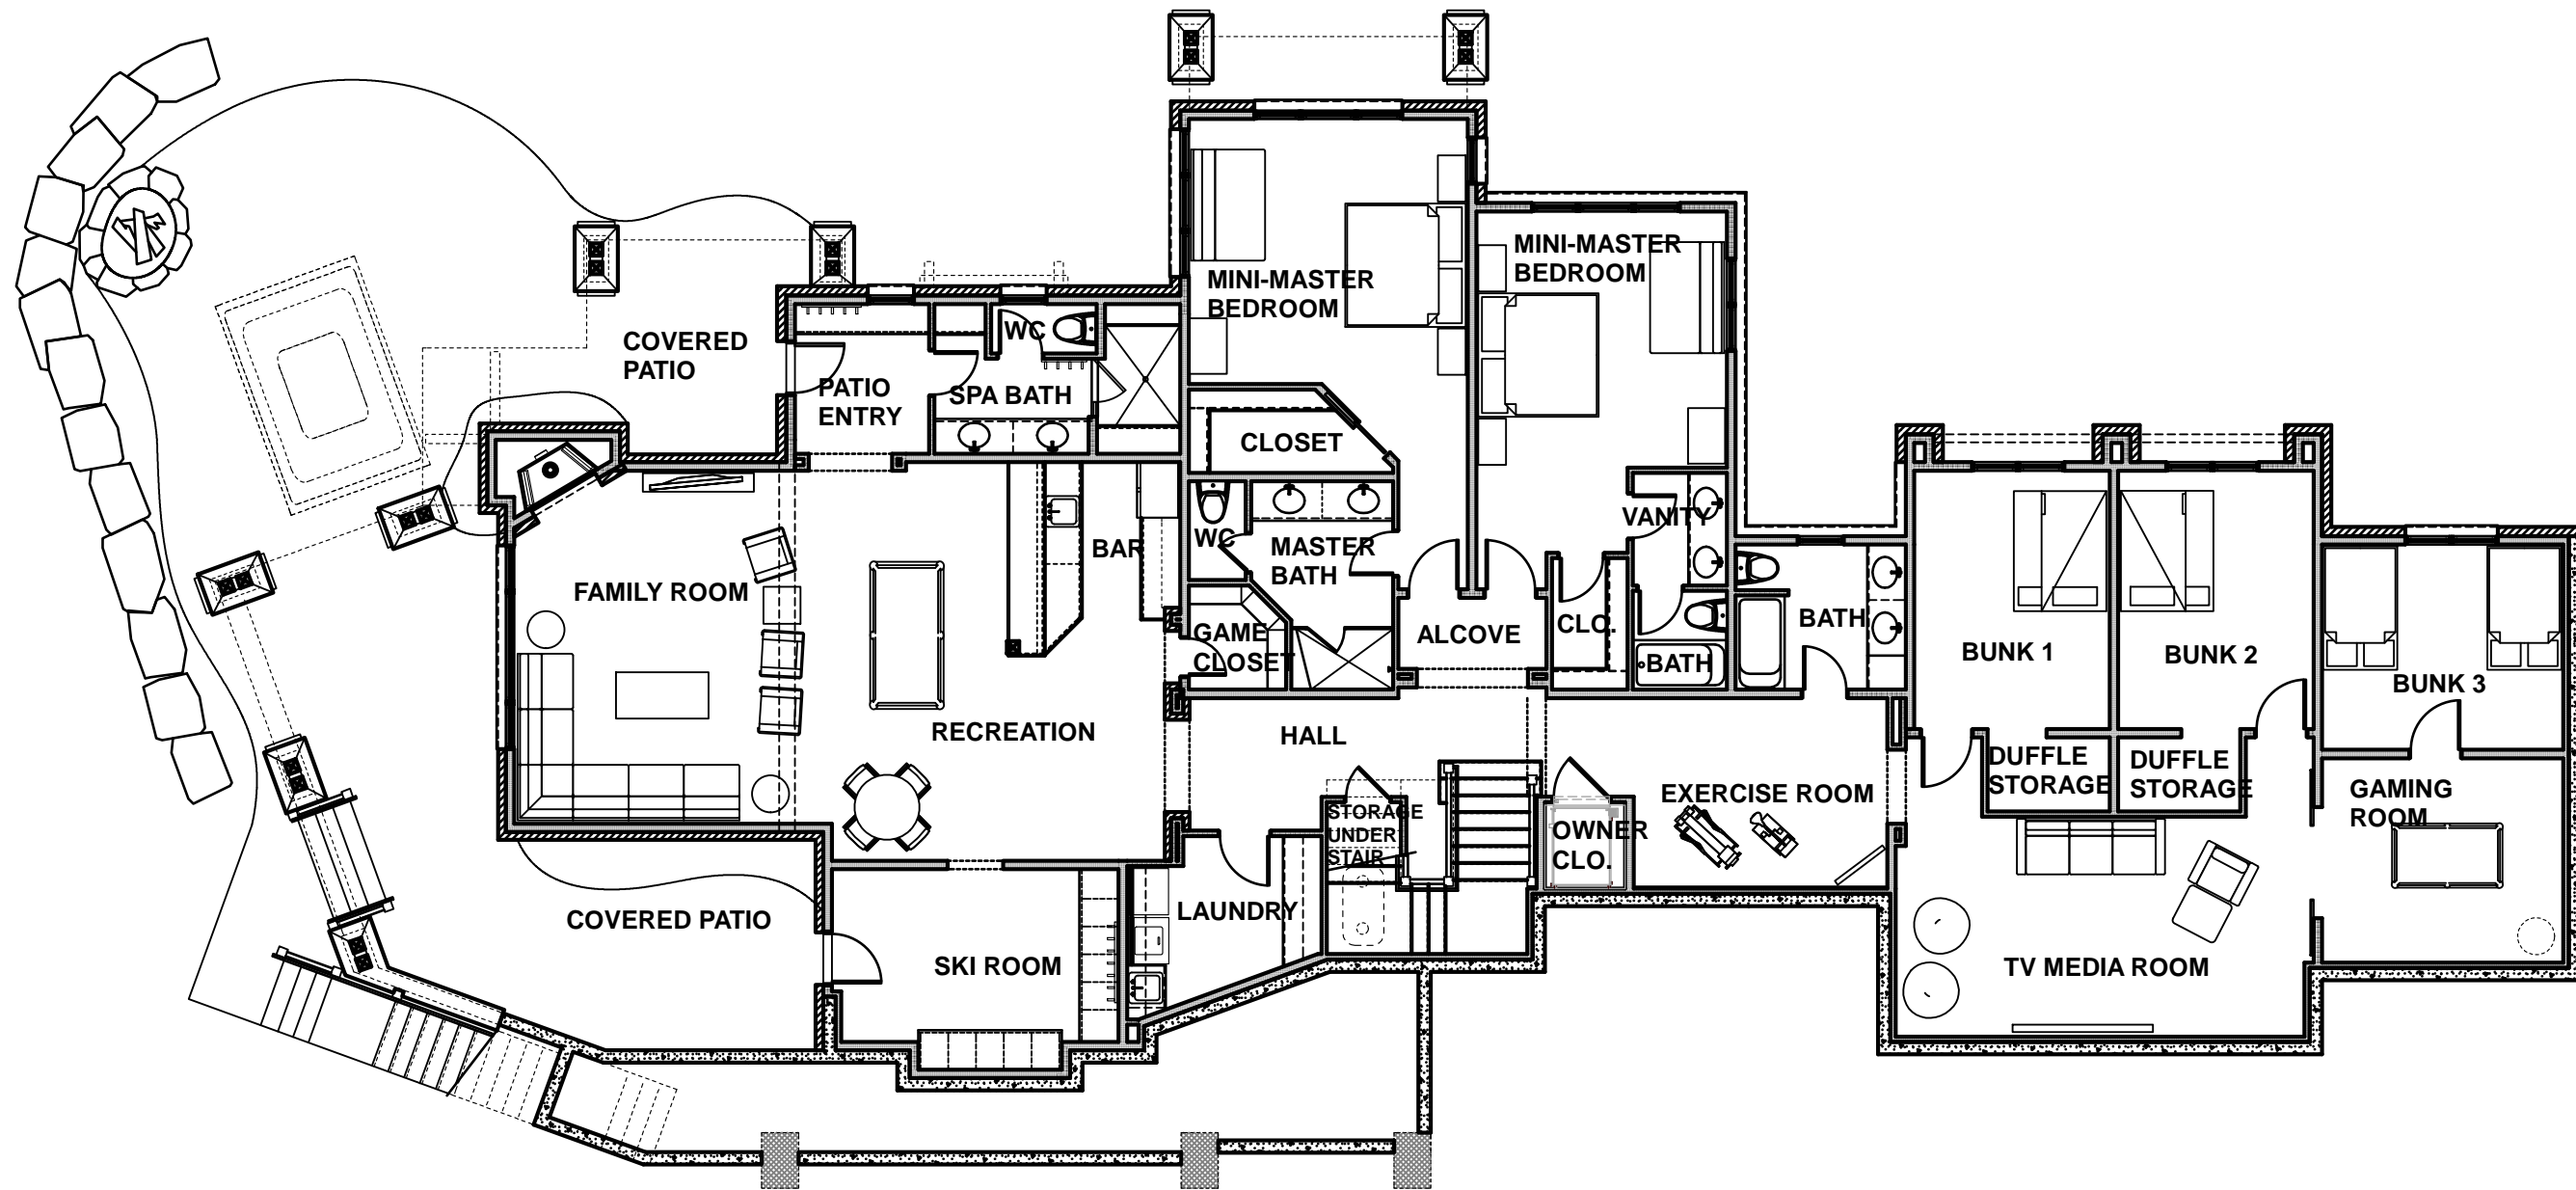 MINI-MASTER
BEDROOM
MINI-MASTER
BEDROOM
COVERED
PATIO
WC
PATIO
ENTRY
SPA BATH
CLOSET
VANITY
WC
MASTER
BATH
BAR
FAMILY ROOM
GAME
CLOSET
ALCOVE
CLO.
BATH
BATH
BUNK 1
BUNK 2
BUNK 3
RECREATION
HALL
DUFFLE
STORAGE
DUFFLE
STORAGE
GAMING
ROOM
EXERCISE ROOM
STORAGE
UNDER
STAIR
OWNER
CLO.
COVERED PATIO
LAUNDRY
SKI ROOM
TV MEDIA ROOM